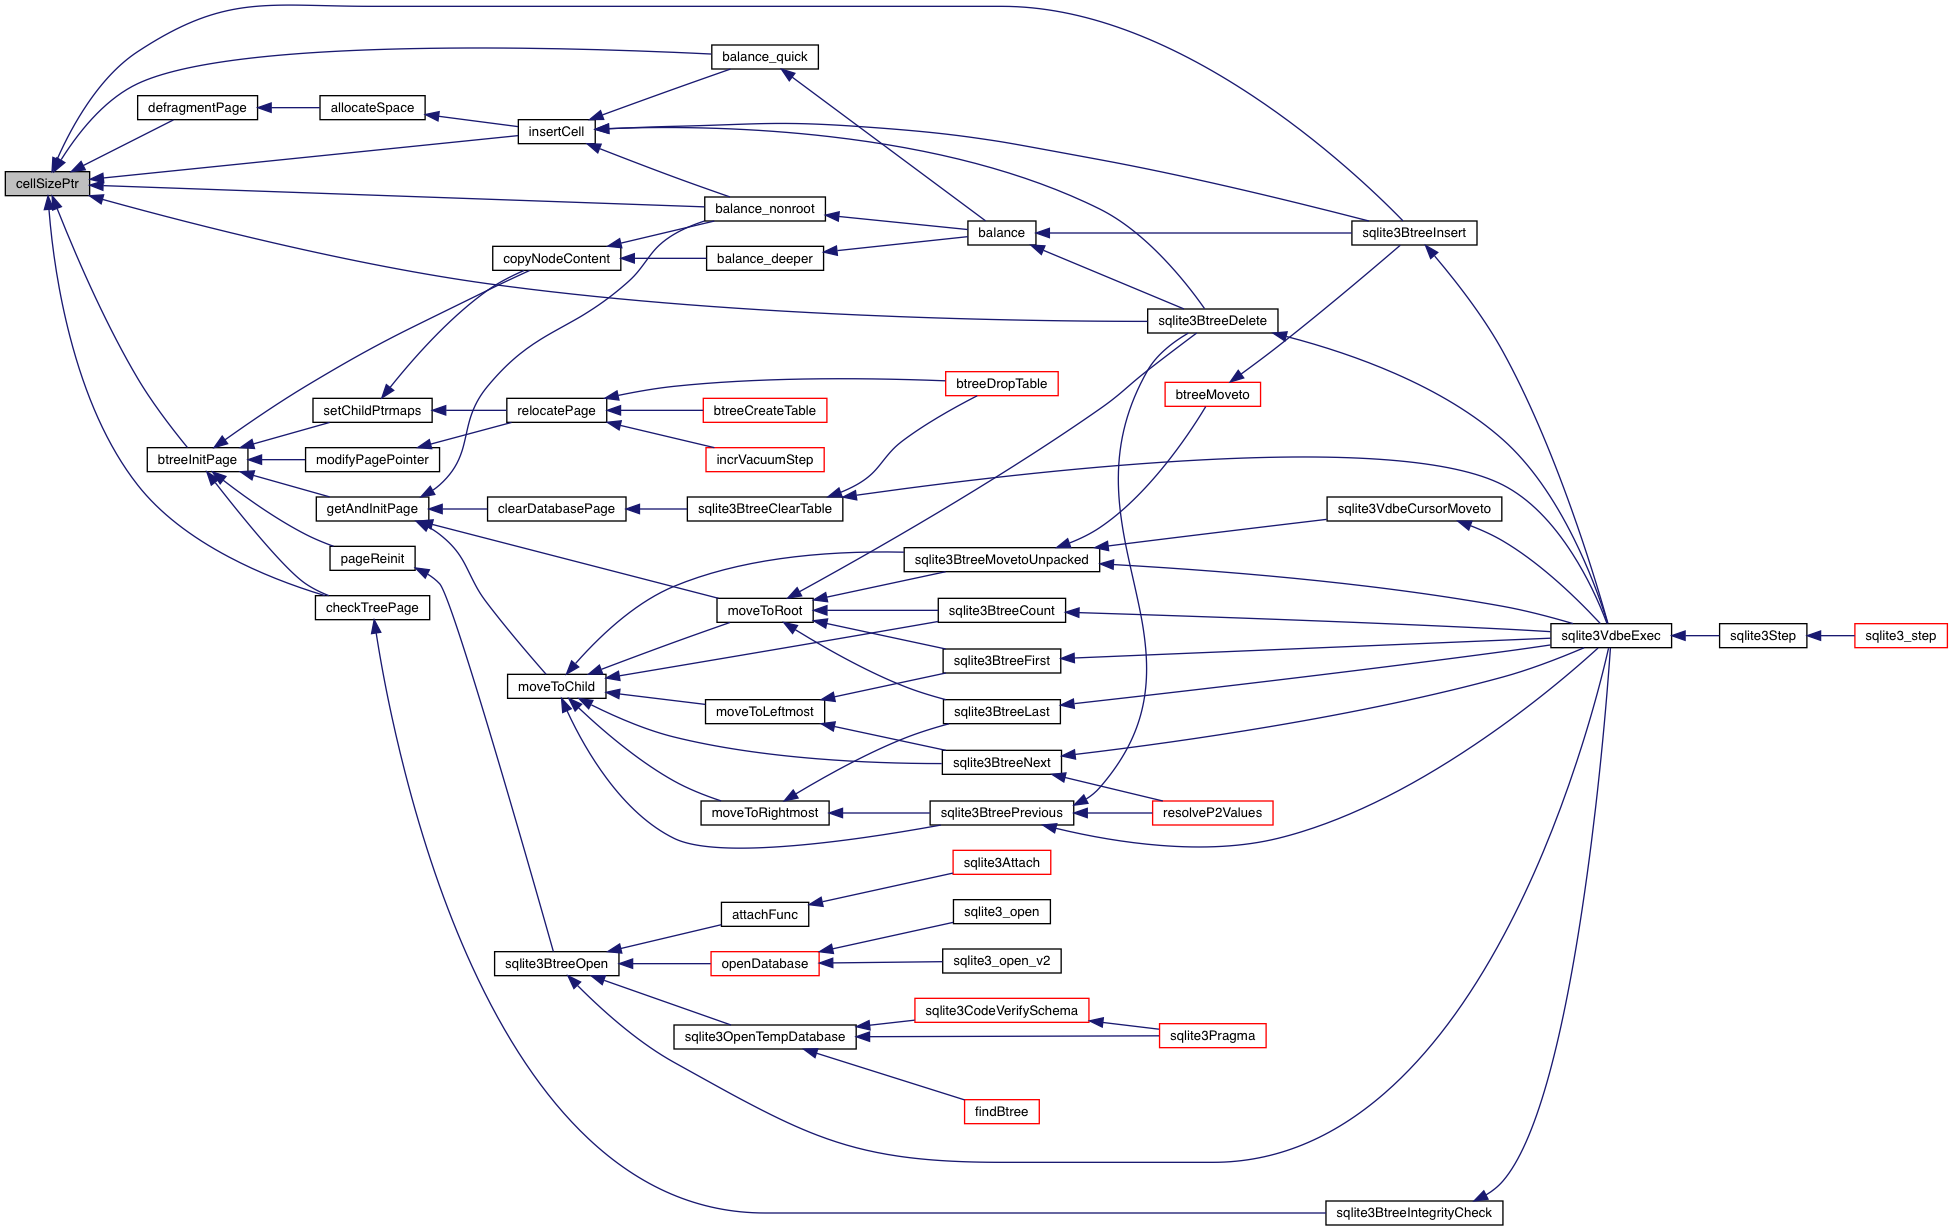 balance_quick
defragmentPage
allocateSpace
insertCell
cellSizePtr
balance_nonroot
balance
sqlite3BtreeInsert
copyNodeContent
balance_deeper
sqlite3BtreeDelete
btreeDropTable
btreeMoveto
setChildPtrmaps
relocatePage
btreeCreateTable
btreeInitPage
modifyPagePointer
incrVacuumStep
getAndInitPage
clearDatabasePage
sqlite3BtreeClearTable
sqlite3VdbeCursorMoveto
pageReinit
sqlite3BtreeMovetoUnpacked
checkTreePage
moveToRoot
sqlite3BtreeCount
sqlite3VdbeExec
sqlite3Step
sqlite3_step
sqlite3BtreeFirst
moveToChild
moveToLeftmost
sqlite3BtreeLast
sqlite3BtreeNext
moveToRightmost
sqlite3BtreePrevious
resolveP2Values
sqlite3Attach
attachFunc
sqlite3_open
sqlite3BtreeOpen
openDatabase
sqlite3_open_v2
sqlite3CodeVerifySchema
sqlite3OpenTempDatabase
sqlite3Pragma
findBtree
sqlite3BtreeIntegrityCheck